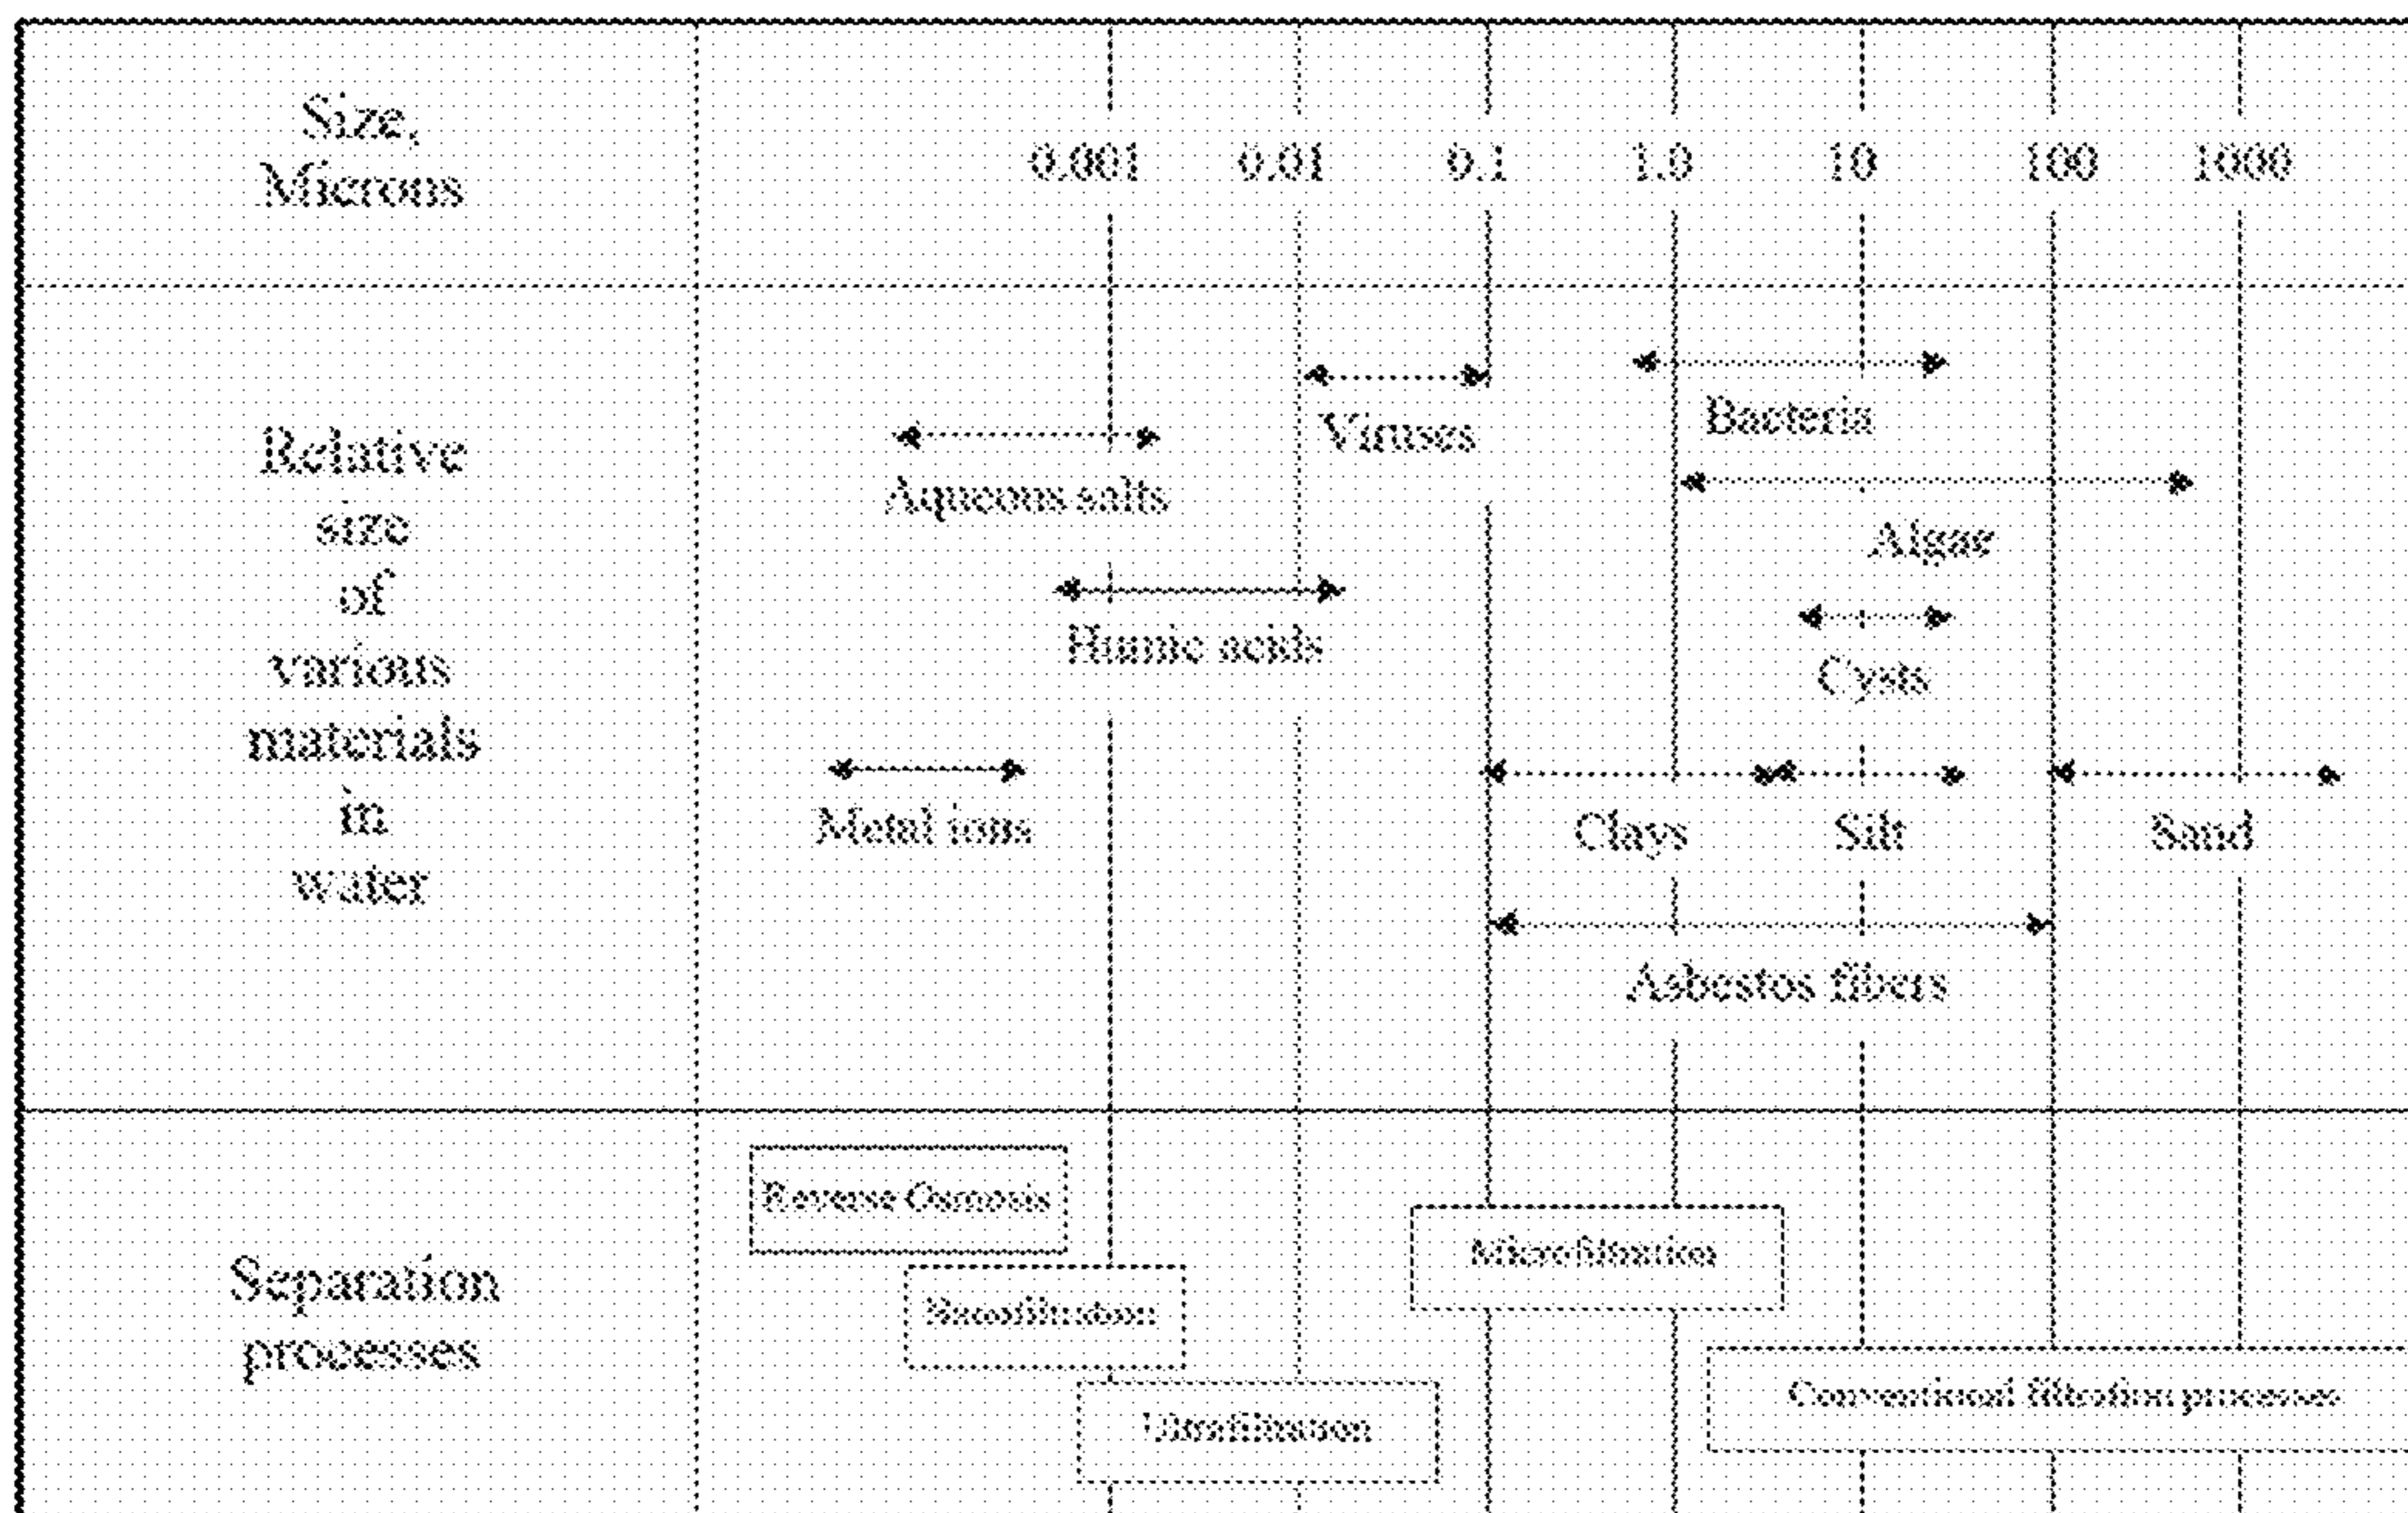 Size,
Microns
0.001 0.01 0.1 1.0 10 100 1000
Relative
size
of
various
materials
in
water
Viruses
Bacteria
Aqueous salts
Algae
Humic acids
Cysts
Metal ions
Clays
Silt
Sand
Asbestos fibers
Separation
processes
Reverse Osmosis
Microfiltration
Nanofiltration
Ultrafiltration
Conventional filtration processes